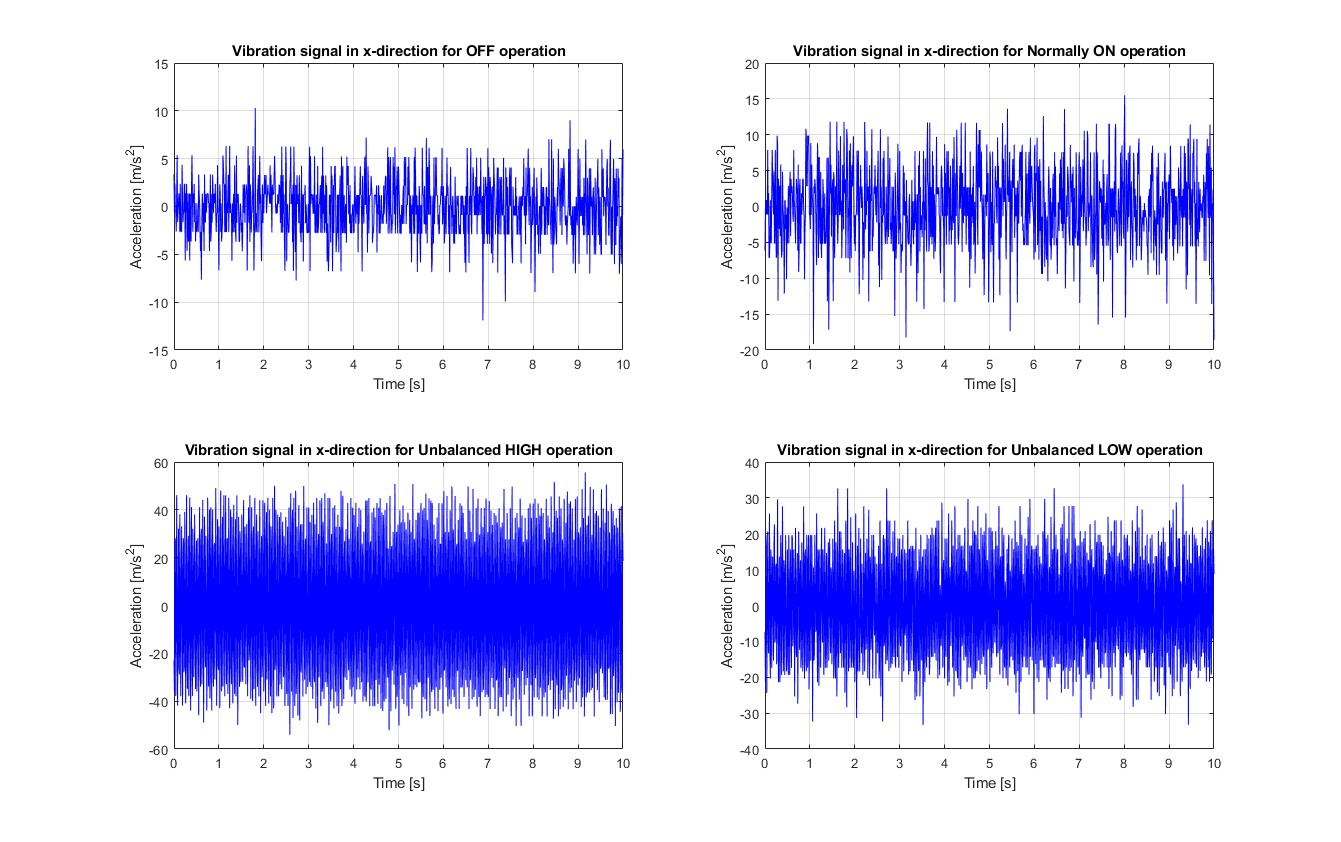 Vibration signal in x-direction for OFF operation
15
10
5
0
-5
-10
-15
Acceleration [m/s²]
0 1 2 3 4 5 6 7 8 9 10
Time [s]
Vibration signal in x-direction for Normally ON operation
20
15
10
5
0
-5
-10
-15
-20
Acceleration [m/s²]
0 1 2 3 4 5 6 7 8 9 10
Time [s]
Vibration signal in x-direction for Unbalanced HIGH operation
60
40
20
0
-20
-40
-60
Acceleration [m/s²]
0 1 2 3 4 5 6 7 8 9 10
Time [s]
Vibration signal in x-direction for Unbalanced LOW operation
40
30
20
10
0
-10
-20
-30
-40
Acceleration [m/s²]
0 1 2 3 4 5 6 7 8 9 10
Time [s]